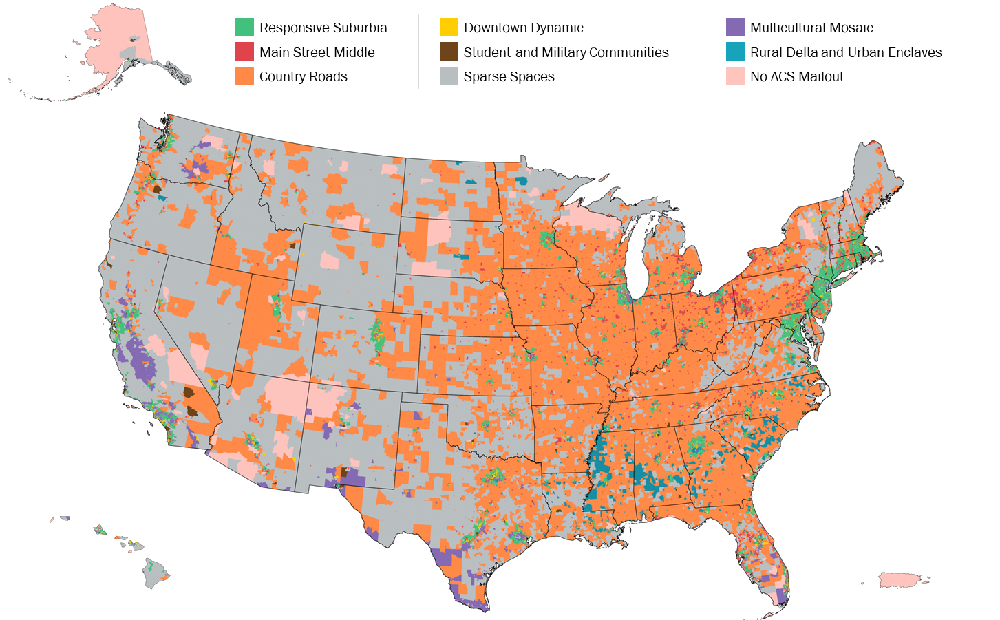 Responsive Suburbia
Main Street Middle
Country Roads
Downtown Dynamic
Student and Military Communities
Sparse Spaces
Multicultural Mosaic
Rural Delta and Urban Enclaves
No ACS Mailout